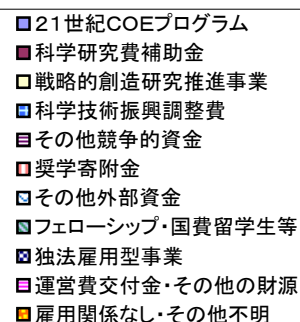 21世紀COEプログラム
科学研究費補助金
戦略的創造研究推進事業
科学技術振興調整費
その他競争的資金
奨学寄附金
その他外部資金
フェローシップ・国費留学生等
独法雇用型事業
運営費交付金・その他の財源
雇用関係なし・その他不明